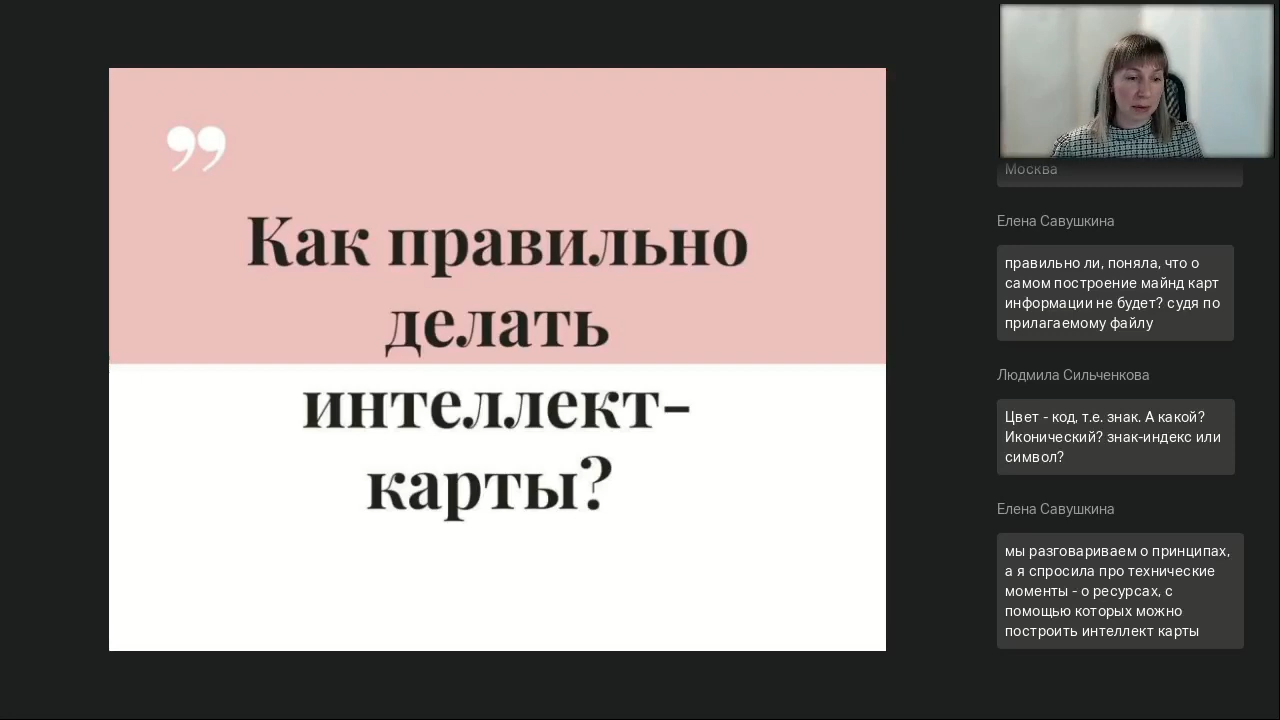 ”
Как правильно
делать
интеллект-
карты?
Москва
Елена Савушкина
правильно ли, поняла, что о
самом построение майнд карт
информации не будет? судя по
прилагаемому файлу
Людмила Сильченкова
Цвет - код, т.е. знак. А какой?
Иконический? знак-индекс или
символ?
Елена Савушкина
мы разговариваем о принципах,
а я спросила про технические
моменты - о ресурсах, с
помощью которых можно
построить интеллект карты